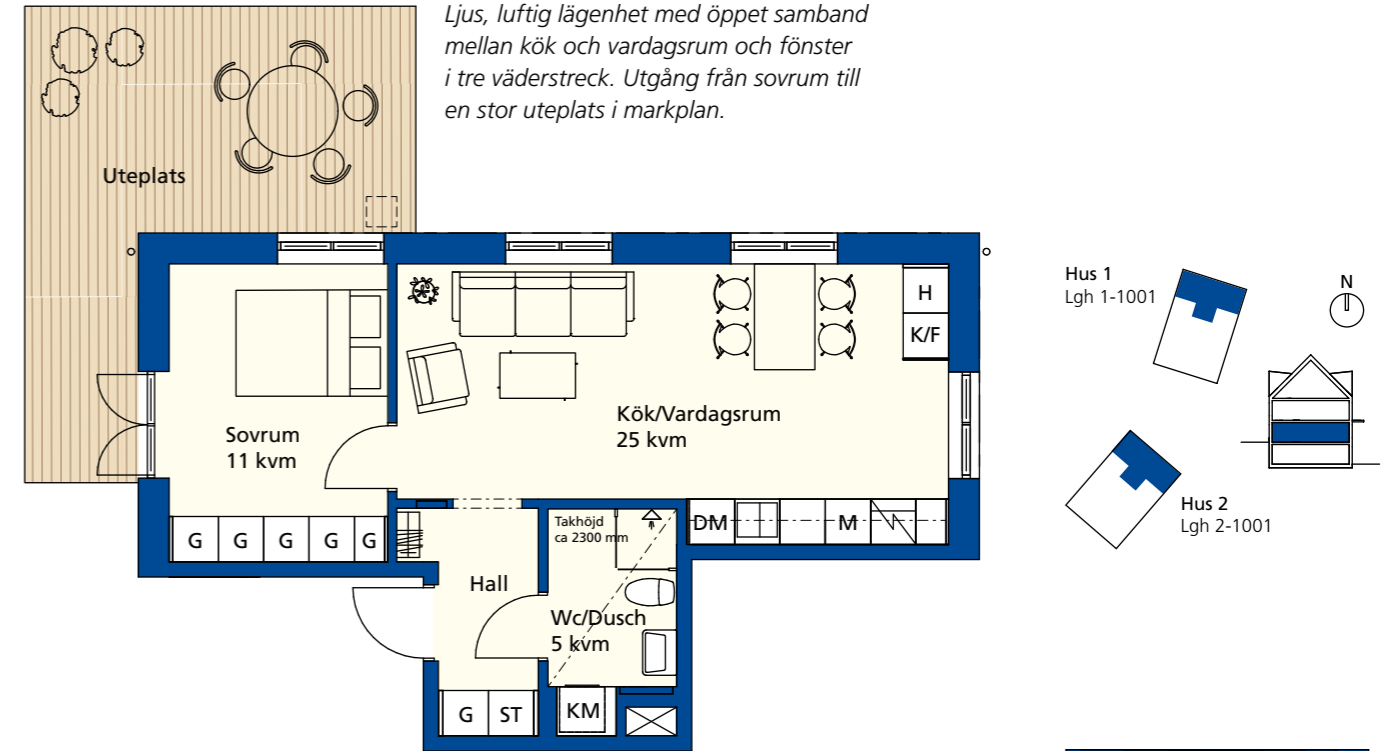 Ljus, luftig lägenhet med öppet samband
mellan kök och vardagsrum och fönster
i tre väderstreck. Utgång från sovrum till
en stor uteplats i markplan.
Uteplats
Hus 1
Lgh 1-1001
N
H
K/F
Kök/Vardagsrum
25 kvm
Sovrum
11 kvm
Hus 2
Lgh 2-1001
G G G G G
Takhöjd
ca 2300 mm
DM M
Hall
Wc/Dusch
5 kvm
G ST KM